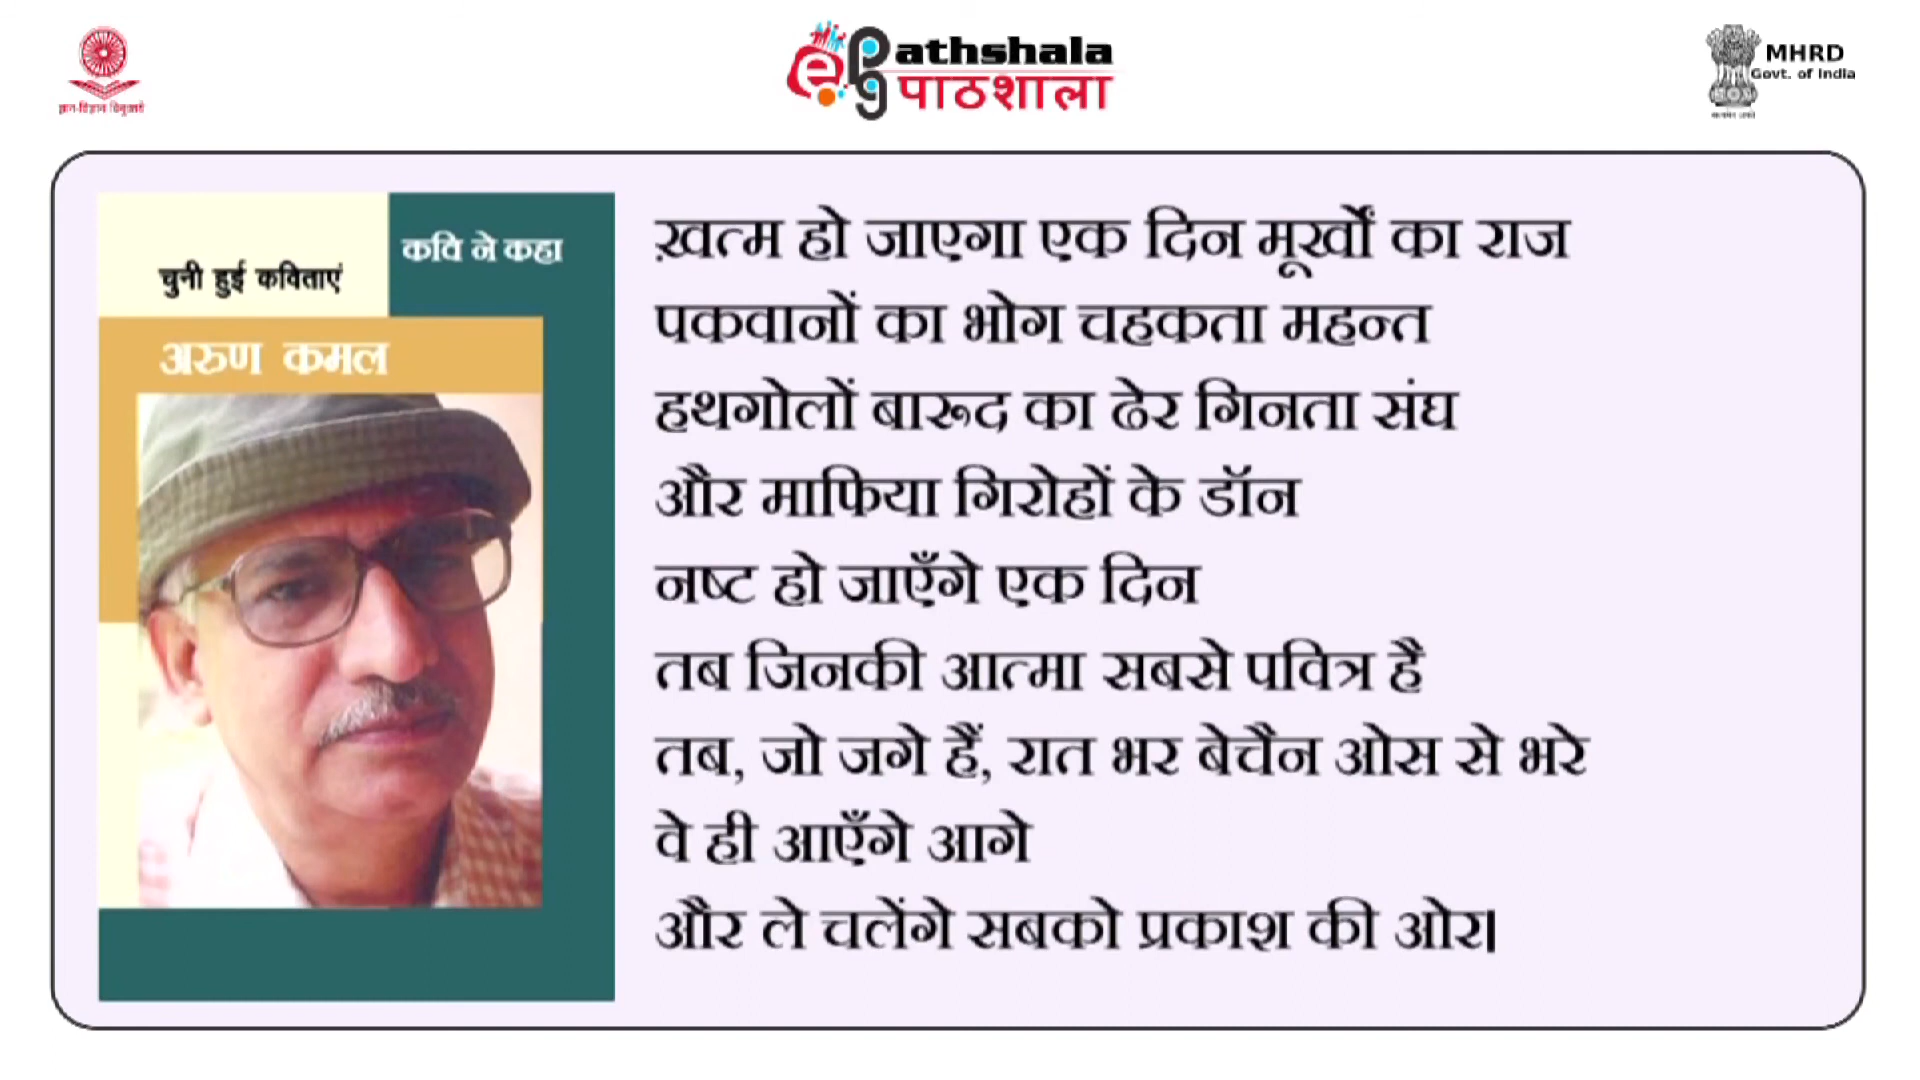 ज्ञान-विज्ञान विमुक्तये
e Pathshala
पाठशाला
MHRD
Govt. of India
चुनी हुई कविताएं
कवि ने कहा
अरुण कमल
ख़त्म हो जाएगा एक दिन मूर्खों का राज
पकवानों का भोग चहकता महन्त
हथगोलों बारूद का ढेर गिनता संघ
और माफिया गिरोहों के डॉन
नष्ट हो जाएँगे एक दिन
तब जिनकी आत्मा सबसे पवित्र है
तब, जो जगे हैं, रात भर बेचैन ओस से भरे
वे ही आएँगे आगे
और ले चलेंगे सबको प्रकाश की ओर।